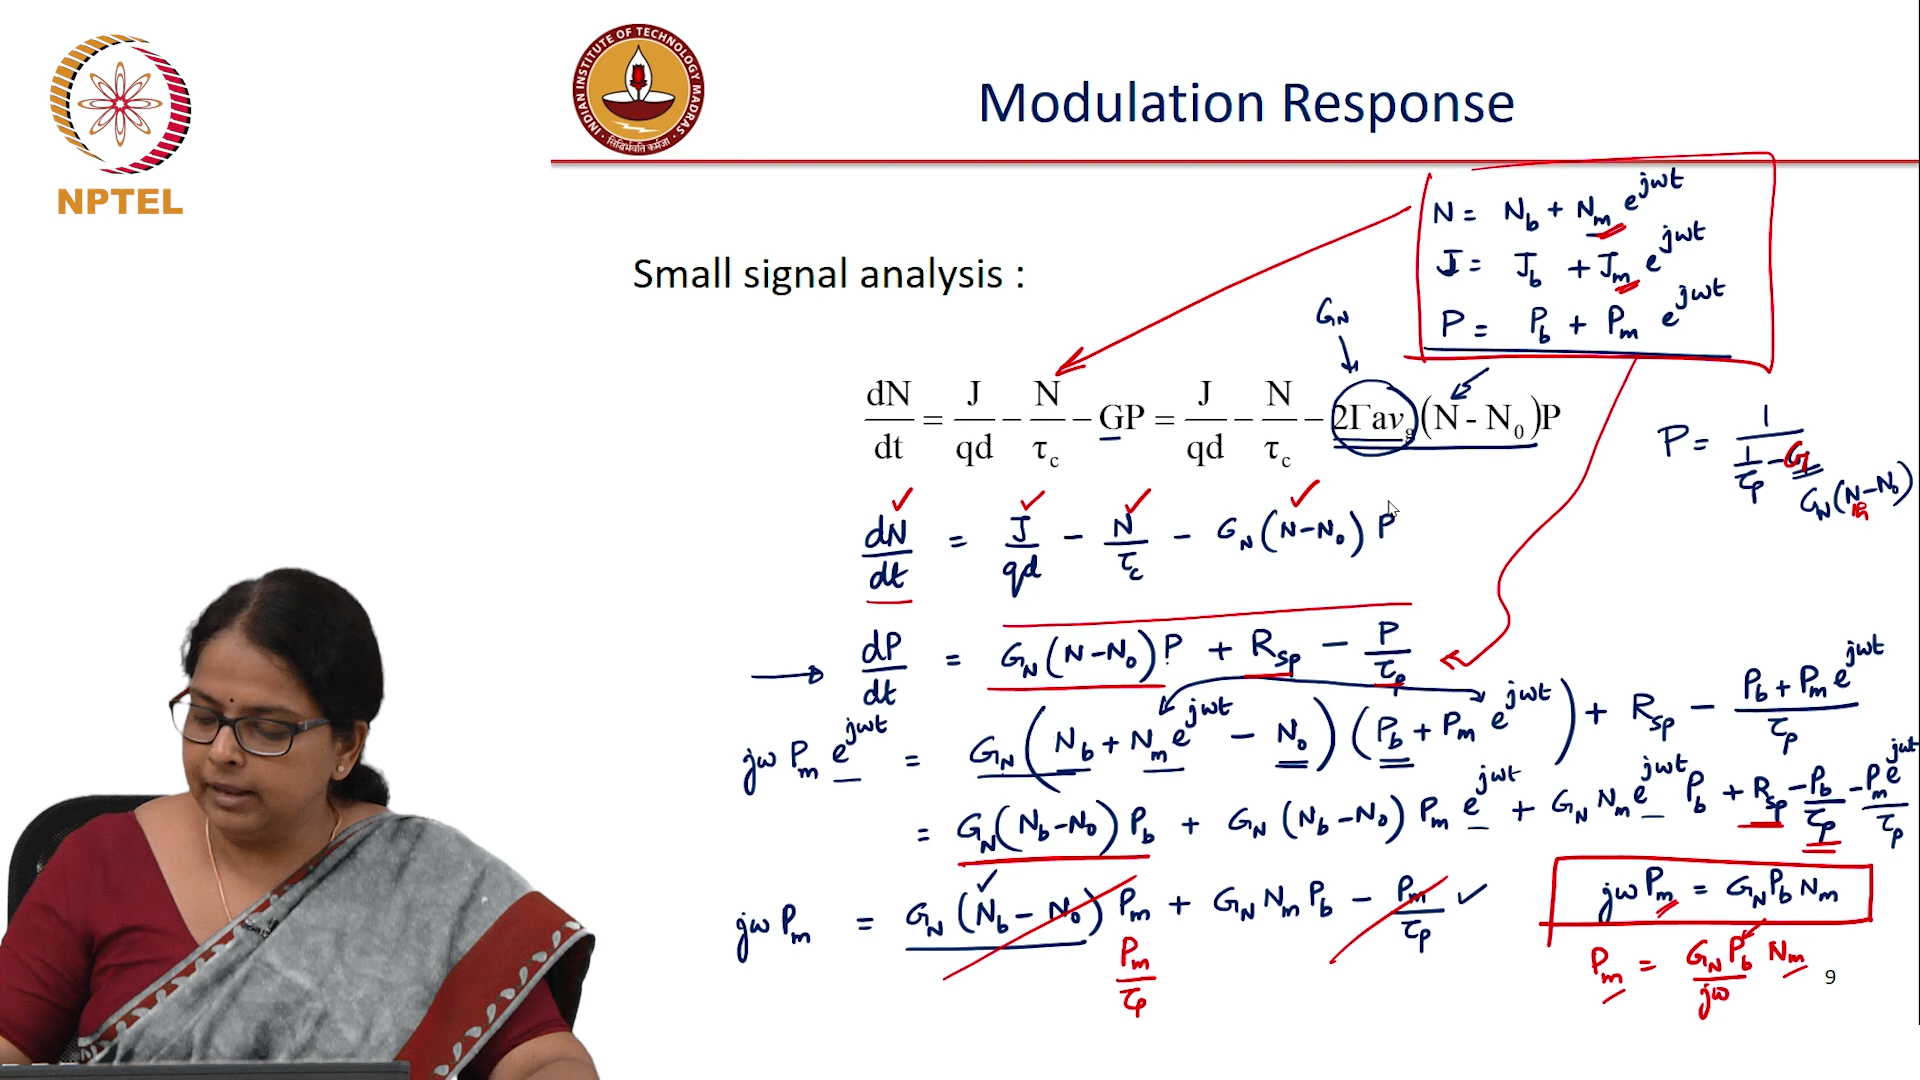 INDIAN INSTITUTE OF TECHNOLOGY MADRAS
सिद्धिर्भवति कर्मजा
NPTEL
Modulation Response
Small signal analysis :
N = N_b + N_m e^{jωt}
J = J_b + J_m e^{jωt}
P = P_b + P_m e^{jωt}
G_N
dN/dt = J/qd − N/τ_c − GP = J/qd − N/τ_c − 2Γav_g(N - N_0)P
P = 1/(1/τ_p − G)
G_N(N−N_0)
th
dN/dt = J/qd − N/τ_c − G_N(N−N_0) P
dP/dt = G_N(N−N_0)P + R_sp − P/τ_p
jω P_m e^{jωt} = G_N(N_b + N_m e^{jωt} − N_0)(P_b + P_m e^{jωt}) + R_sp − (P_b + P_m e^{jωt})/τ_p
= G_N(N_b−N_0) P_b + G_N(N_b−N_0) P_m e^{jωt} + G_N N_m e^{jωt} P_b + R_sp − P_b/τ_p − P_m e^{jωt}/τ_p
jω P_m = G_N(N_b − N_0) P_m + G_N N_m P_b − P_m/τ_p
P_m/τ_p
jω P_m = G_N P_b N_m
P_m = G_N P_b/jω N_m
9